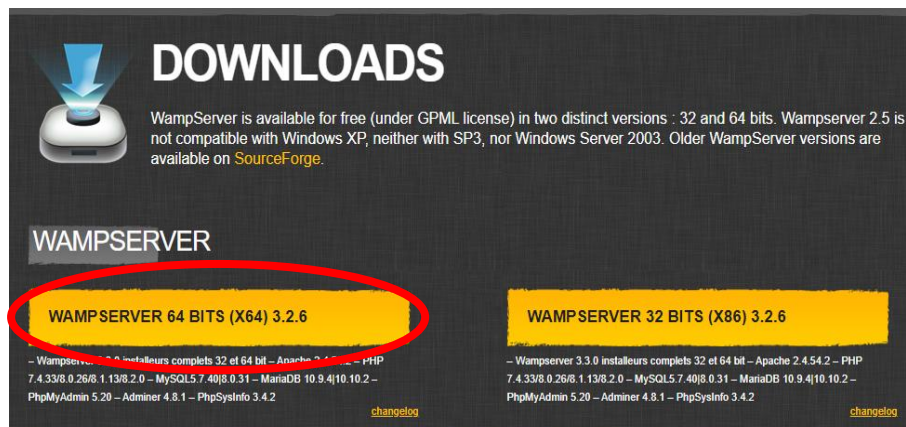 DOWNLOADS
WampServer is available for free (under GPML license) in two distinct versions : 32 and 64 bits. Wampserver 2.5 is
not compatible with Windows XP, neither with SP3, nor Windows Server 2003. Older WampServer versions are
available on SourceForge.
WAMPSERVER
WAMPSERVER 64 BITS (X64) 3.2.6
– Wampserver installeurs complets 32 et 64 bit – Apache – PHP
7.4.33/8.0.26/8.1.13/8.2.0 – MySQL5.7.40|8.0.31 – MariaDB 10.9.4|10.10.2 –
PhpMyAdmin 5.20 – Adminer 4.8.1 – PhpSysInfo 3.4.2
changelog
WAMPSERVER 32 BITS (X86) 3.2.6
– Wampserver 3.3.0 installeurs complets 32 et 64 bit – Apache 2.4.54.2 – PHP
7.4.33/8.0.26/8.1.13/8.2.0 – MySQL5.7.40|8.0.31 – MariaDB 10.9.4|10.10.2 –
PhpMyAdmin 5.20 – Adminer 4.8.1 – PhpSysInfo 3.4.2
changelog